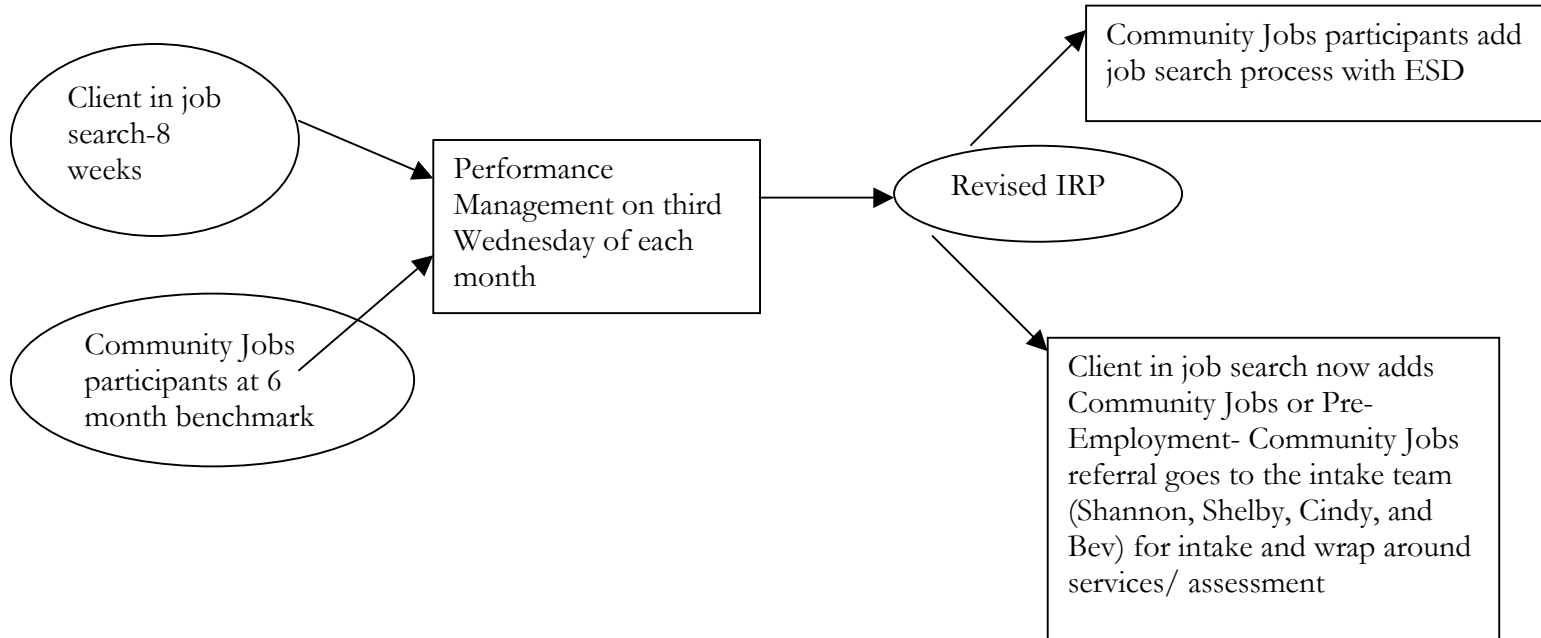 Client in job
search-8
weeks
Community Jobs
participants at 6
month benchmark
Performance
Management on third
Wednesday of each
month
Revised IRP
Community Jobs participants add
job search process with ESD
Client in job search now adds
Community Jobs or Pre-
Employment- Community Jobs
referral goes to the intake team
(Shannon, Shelby, Cindy, and
Bev) for intake and wrap around
services/ assessment